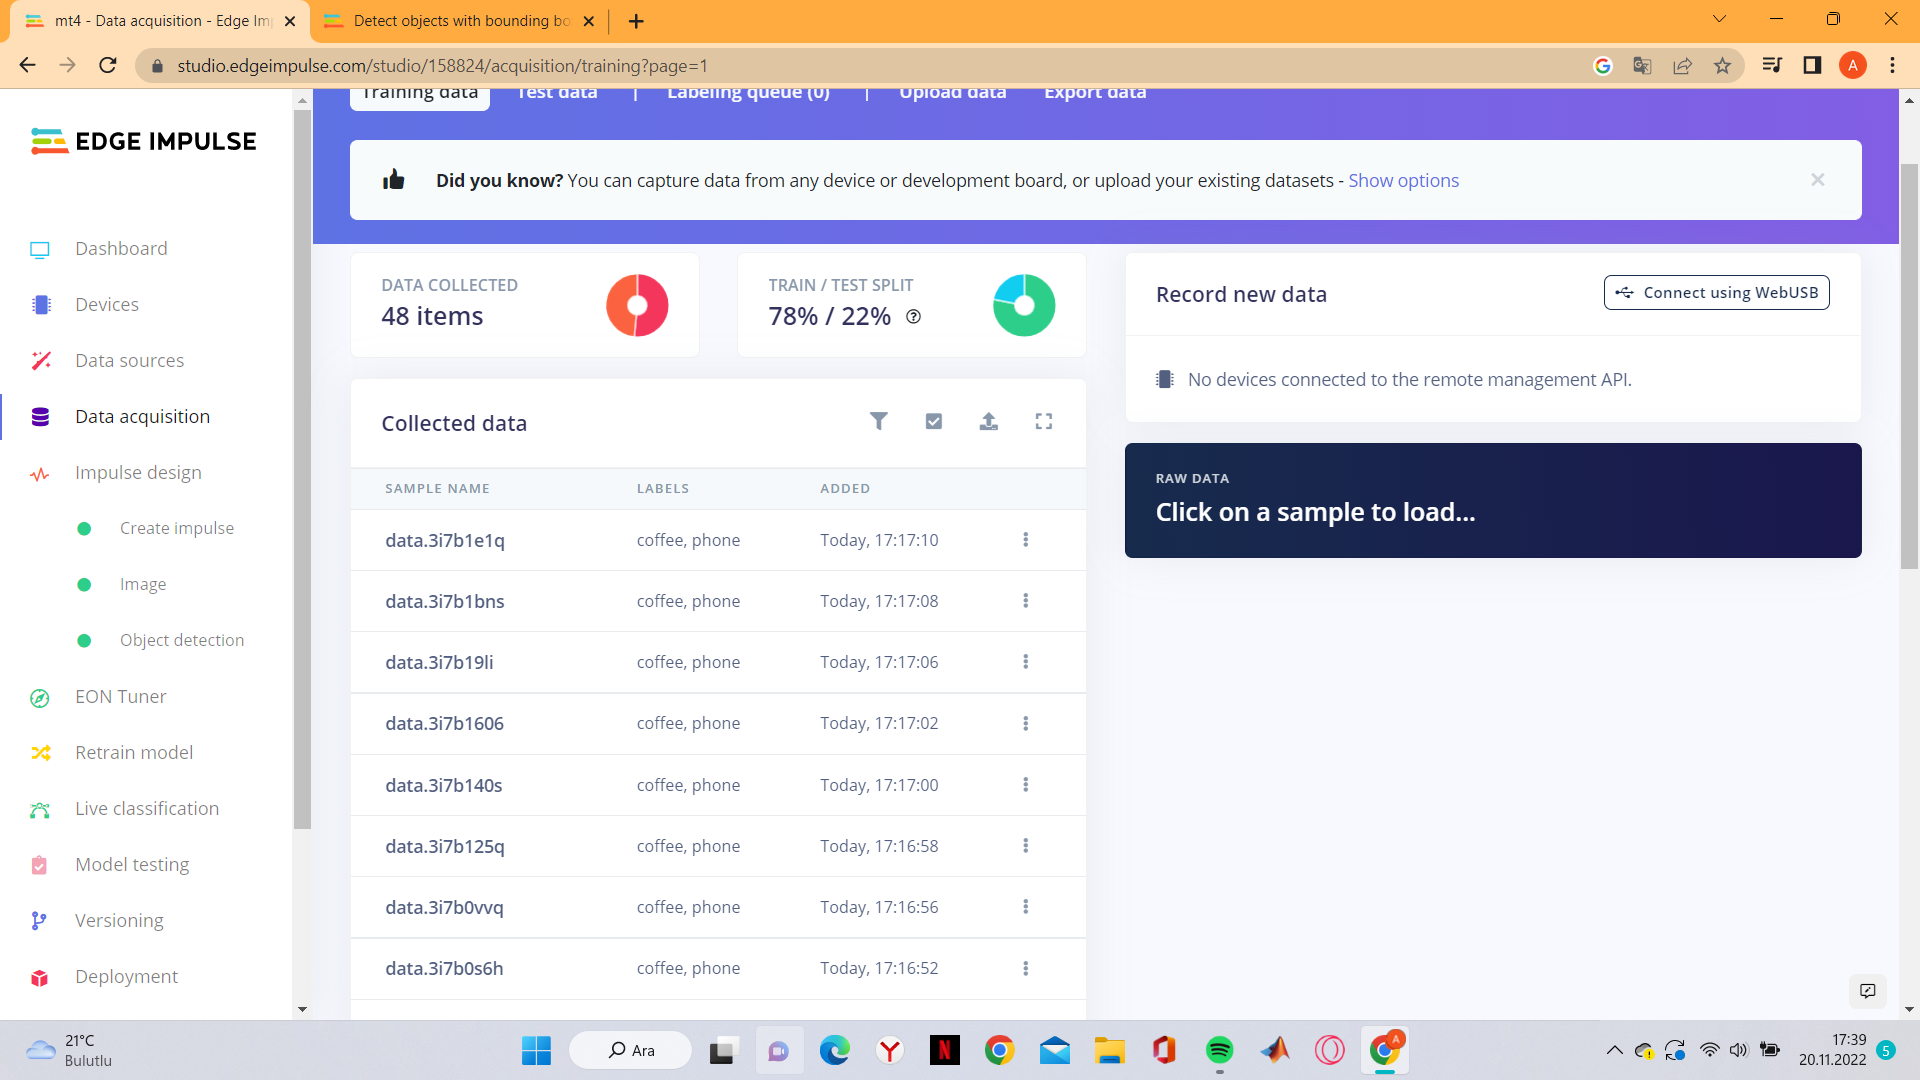 mt4 - Data acquisition - Edge Im
Detect objects with bounding bo
studio.edgeimpulse.com/studio/158824/acquisition/training?page=1
A
EDGE IMPULSE
Dashboard
Devices
Data sources
Data acquisition
Impulse design
Create impulse
Image
Object detection
EON Tuner
Retrain model
Live classification
Model testing
Versioning
Deployment
Training data
Test data
|
Labeling queue (0)
|
Upload data
Export data
Did you know? You can capture data from any device or development board, or upload your existing datasets - Show options
DATA COLLECTED
48 items
TRAIN / TEST SPLIT
78% / 22%
Collected data
SAMPLE NAME LABELS ADDED
data.3i7b1e1q coffee, phone Today, 17:17:10
data.3i7b1bns coffee, phone Today, 17:17:08
data.3i7b19li coffee, phone Today, 17:17:06
data.3i7b1606 coffee, phone Today, 17:17:02
data.3i7b140s coffee, phone Today, 17:17:00
data.3i7b125q coffee, phone Today, 17:16:58
data.3i7b0vvq coffee, phone Today, 17:16:56
data.3i7b0s6h coffee, phone Today, 17:16:52
Record new data
Connect using WebUSB
No devices connected to the remote management API.
RAW DATA
Click on a sample to load...
21°C
Bulutlu
Ara
A
17:39
20.11.2022
5